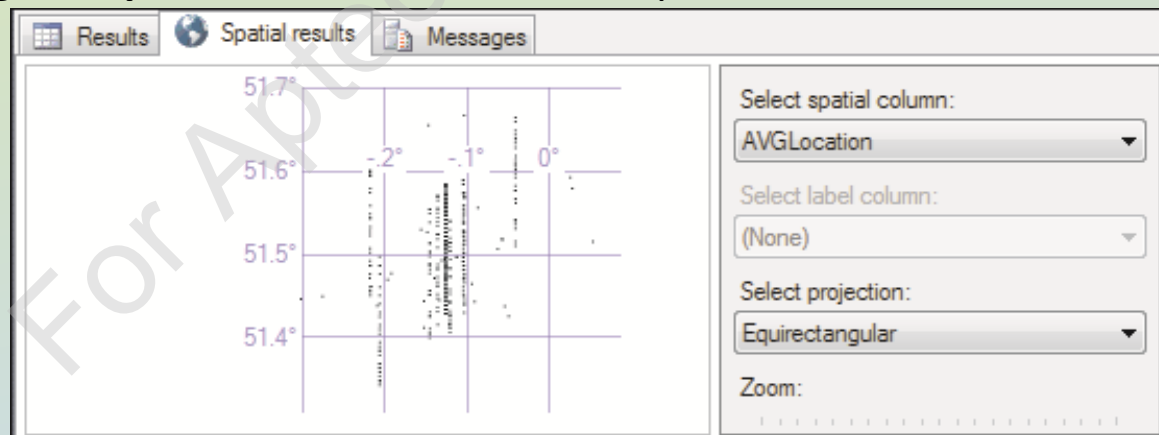 Results Spatial results Messages
51.7°
51.6° -.2° -.1° 0°
51.5°
51.4°
Select spatial column:
AVGLocation
Select label column:
(None)
Select projection:
Equirectangular
Zoom:
For Aptec